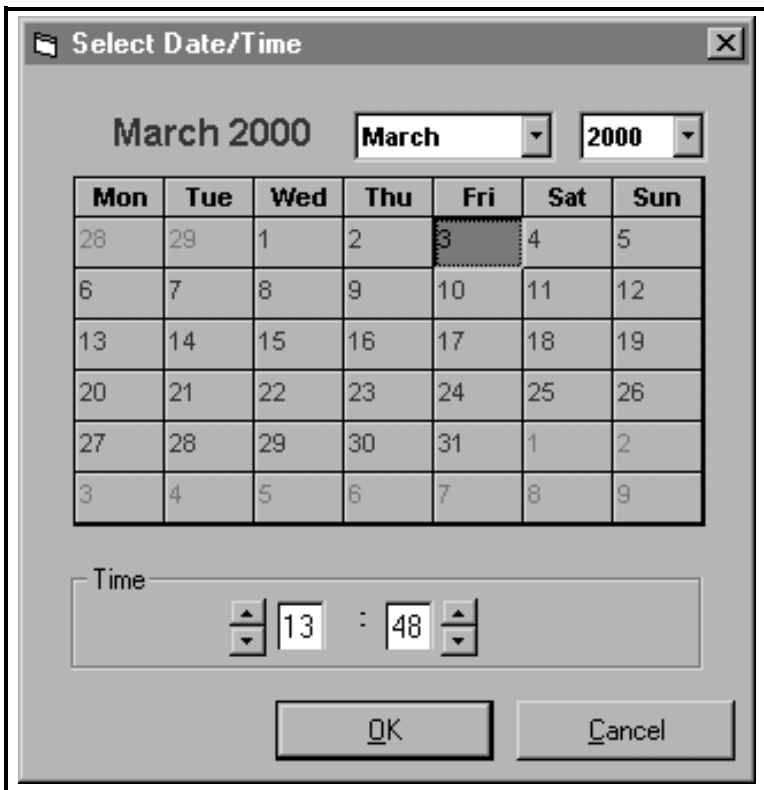 Select Date/Time
March 2000 March 2000
Mon Tue Wed Thu Fri Sat Sun
28 29 1 2 3 4 5
6 7 8 9 10 11 12
13 14 15 16 17 18 19
20 21 22 23 24 25 26
27 28 29 30 31 1 2
3 4 5 6 7 8 9
Time
13 : 48
OK Cancel